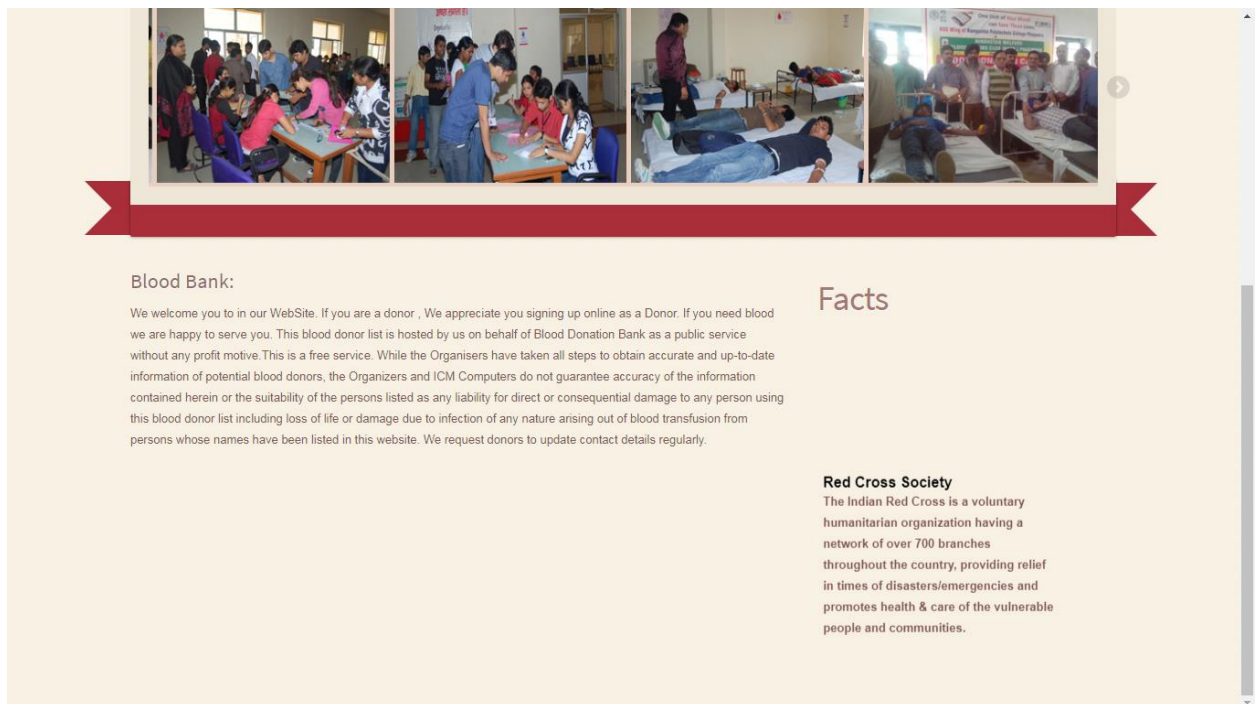 One Unit of Your Blood
can Save Three Lives
Blood Bank:
We welcome you to in our WebSite. If you are a donor , We appreciate you signing up online as a Donor. If you need blood
we are happy to serve you. This blood donor list is hosted by us on behalf of Blood Donation Bank as a public service
without any profit motive.This is a free service. While the Organisers have taken all steps to obtain accurate and up-to-date
information of potential blood donors, the Organizers and ICM Computers do not guarantee accuracy of the information
contained herein or the suitability of the persons listed as any liability for direct or consequential damage to any person using
this blood donor list including loss of life or damage due to infection of any nature arising out of blood transfusion from
persons whose names have been listed in this website. We request donors to update contact details regularly.
Facts
Red Cross Society
The Indian Red Cross is a voluntary
humanitarian organization having a
network of over 700 branches
throughout the country, providing relief
in times of disasters/emergencies and
promotes health & care of the vulnerable
people and communities.